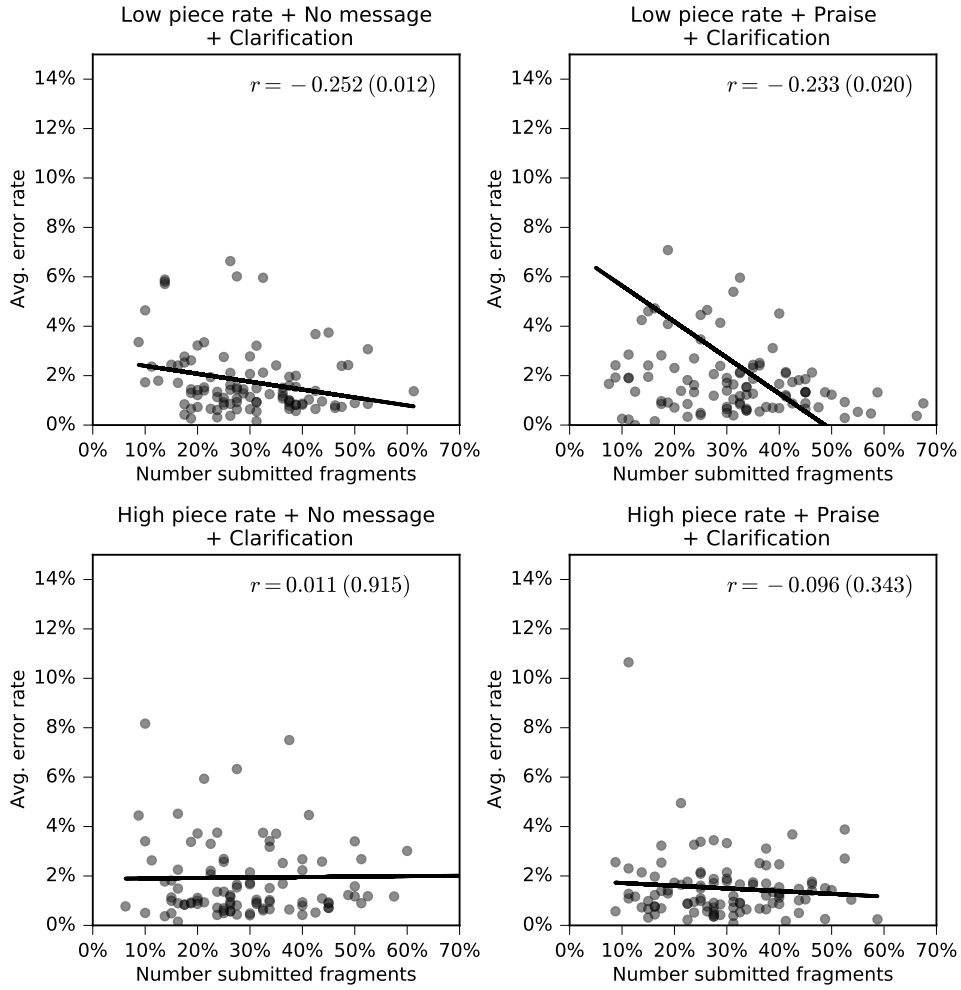 Low piece rate + No message
+ Clarification
r = −0.252 (0.012)
14%
12%
10%
8%
6%
4%
2%
0%
Avg. error rate
0% 10% 20% 30% 40% 50% 60% 70%
Number submitted fragments
Low piece rate + Praise
+ Clarification
r = −0.233 (0.020)
14%
12%
10%
8%
6%
4%
2%
0%
Avg. error rate
0% 10% 20% 30% 40% 50% 60% 70%
Number submitted fragments
High piece rate + No message
+ Clarification
r = 0.011 (0.915)
14%
12%
10%
8%
6%
4%
2%
0%
Avg. error rate
0% 10% 20% 30% 40% 50% 60% 70%
Number submitted fragments
High piece rate + Praise
+ Clarification
r = −0.096 (0.343)
14%
12%
10%
8%
6%
4%
2%
0%
Avg. error rate
0% 10% 20% 30% 40% 50% 60% 70%
Number submitted fragments